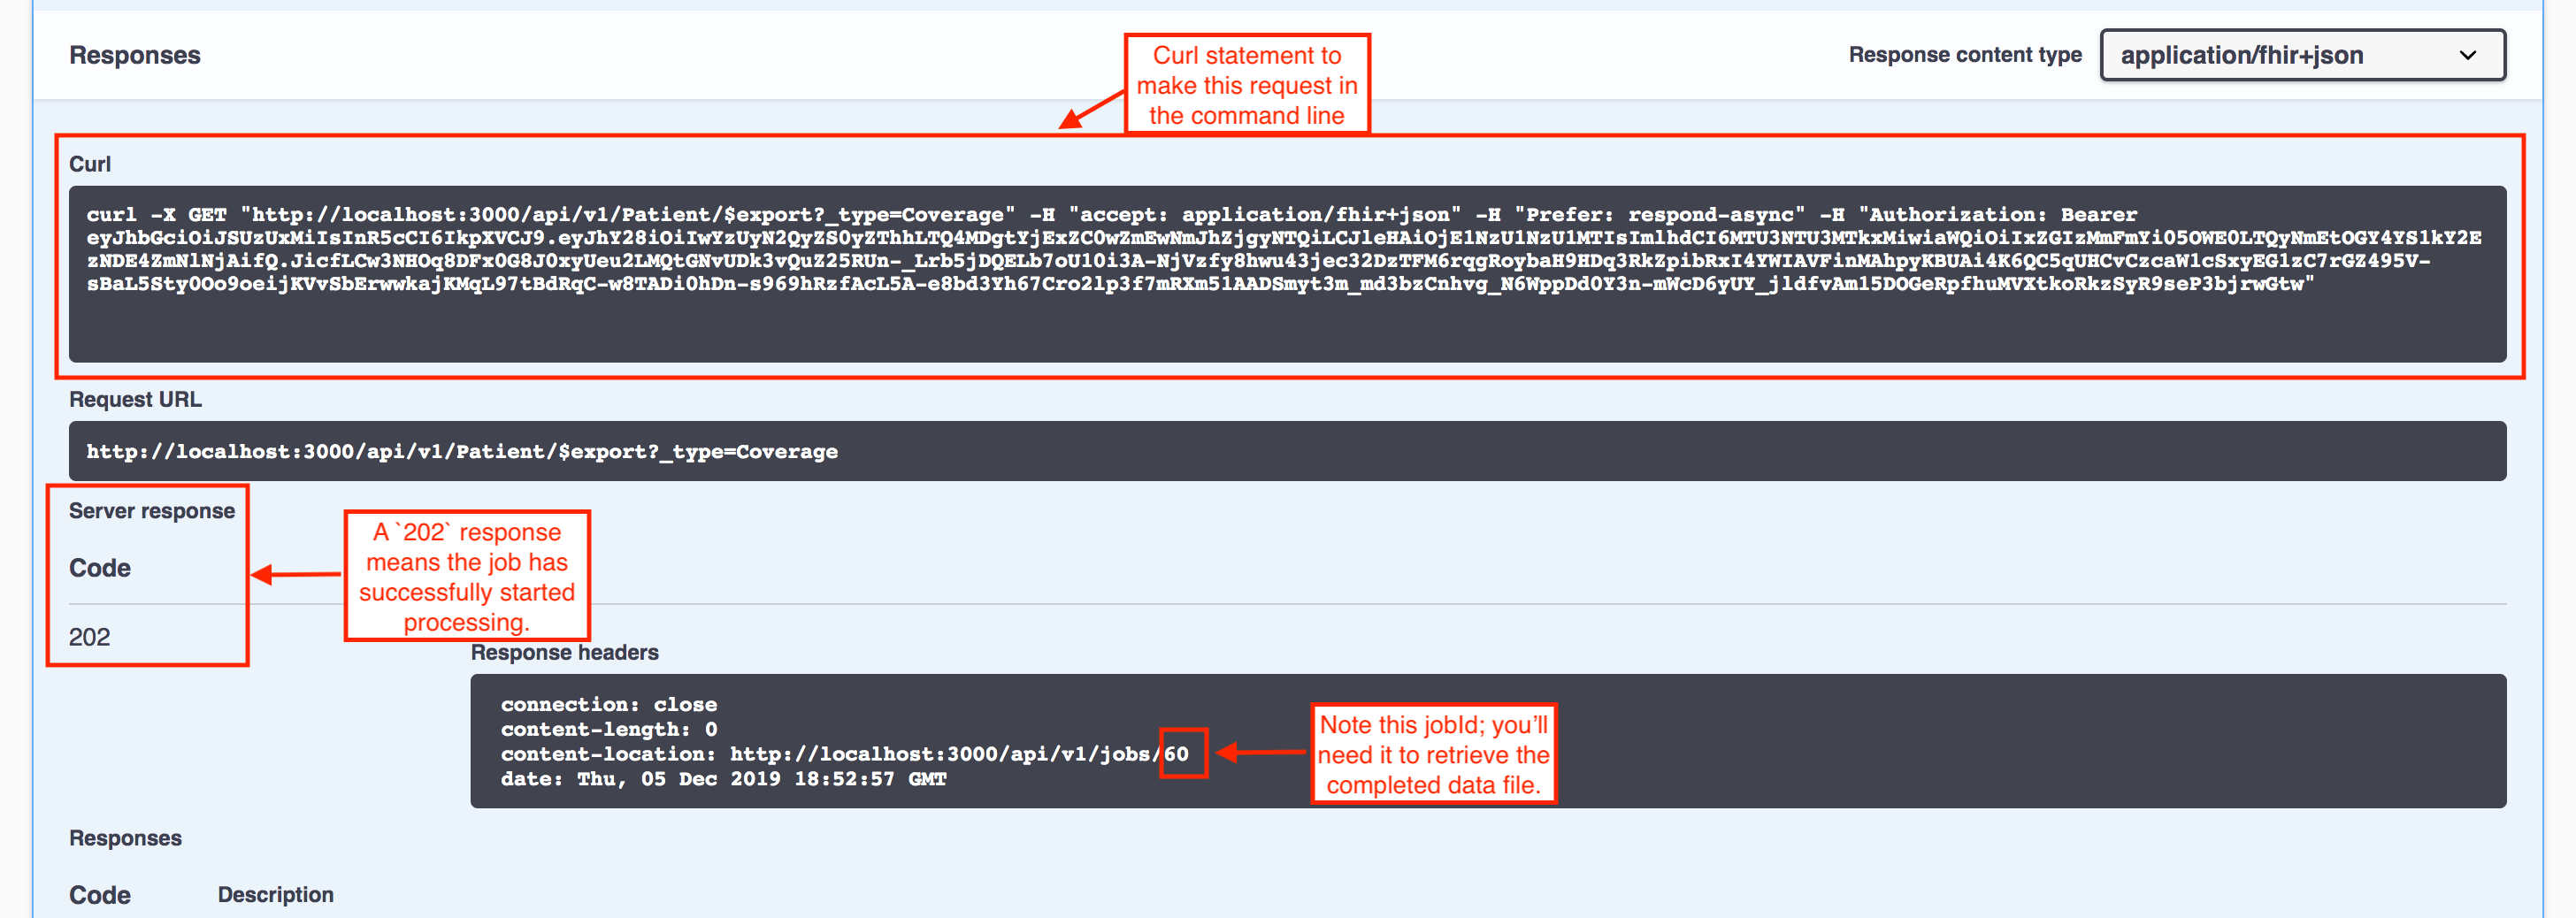 Responses
Curl statement to
make this request in
the command line
Response content type
application/fhir+json
Curl
curl -X GET "http://localhost:3000/api/v1/Patient/$export?_type=Coverage" -H "accept: application/fhir+json" -H "Prefer: respond-async" -H "Authorization: Bearer
eyJhbGciOiJSUzUxMiIsInR5cCI6IkpXVCJ9.eyJhY28iOiIwYzUyN2QyZS0yZThhLTQ4MDgtYjExZC0wZmEwNmJhZjgyNTQiLCJleHAiOjE1NzU1NzU1MTIsImlhdCI6MTU3NTU3MTkxMiwiaWQiOiIxZGIzMmFmYi05OWE0LTQyNmEtOGY4YS1kY2E
zNDE4ZmNlNjAifQ.JicfLCw3NHOq8DFx0G8J0xyUeu2LMQtGNvUDk3vQuZ25RUn-_Lrb5jDQELb7oU10i3A-NjVzfy8hwu43jec32DzTFM6rqgRoybaH9HDq3RkZpibRxI4YWIAVFinMAhpyKBUAi4K6QC5qUHCvCzcaW1cSxyEG1zC7rGZ495V-
sBaL5Sty0Oo9oeijKVvSbErwwkajKMqL97tBdRqC-w8TADi0hDn-s969hRzfAcL5A-e8bd3Yh67Cro2lp3f7mRXm51AADSmyt3m_md3bzCnhvg_N6WppDd0Y3n-mWcD6yUY_jldfvAm15DOGeRpfhuMVXtkoRkzSyR9seP3bjrwGtw"
Request URL
http://localhost:3000/api/v1/Patient/$export?_type=Coverage
Server response
Code
A `202` response
means the job has
successfully started
processing.
202
Response headers
connection: close
content-length: 0
content-location: http://localhost:3000/api/v1/jobs/60
date: Thu, 05 Dec 2019 18:52:57 GMT
Note this jobId; you’ll
need it to retrieve the
completed data file.
Responses
Code Description